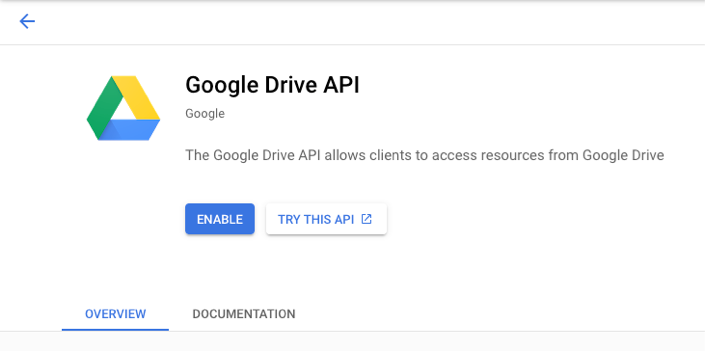 Google Drive API
Google
The Google Drive API allows clients to access resources from Google Drive
ENABLE
TRY THIS API
OVERVIEW
DOCUMENTATION